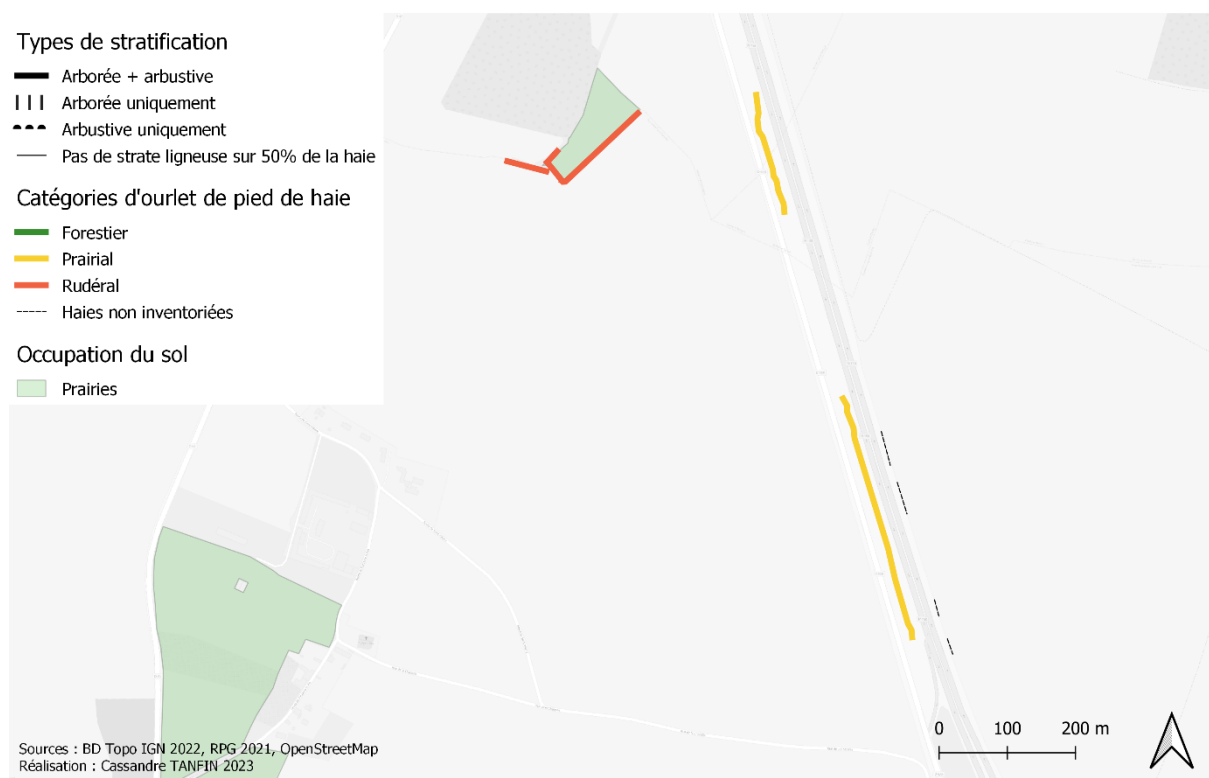 Types de stratification
Arborée + arbustive
Arborée uniquement
Arbustive uniquement
Pas de strate ligneuse sur 50% de la haie
Catégories d'ourlet de pied de haie
Forestier
Prairial
Rudéral
Haies non inventoriées
Occupation du sol
Prairies
Sources : BD Topo IGN 2022, RPG 2021, OpenStreetMap
Réalisation : Cassandre TANFIN 2023
0 100 200 m